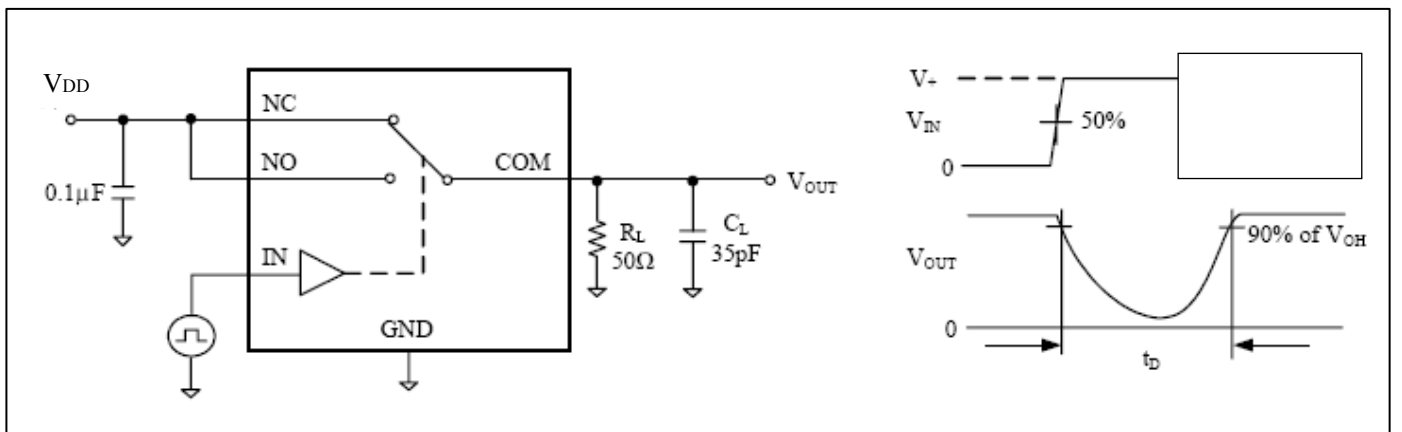 VDD
NC
NO
COM
0.1µF
IN
GND
RL
50Ω
CL
35pF
VOUT
V+
VIN
50%
0
VOUT
90% of VOH
0
tD